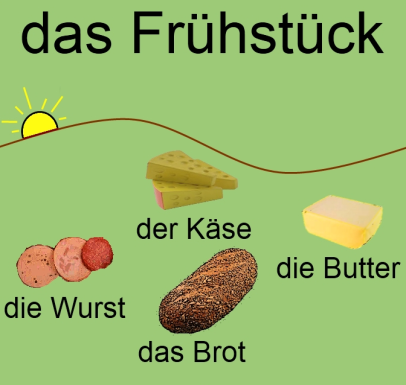 das Frühstück
der Käse
die Butter
die Wurst
das Brot